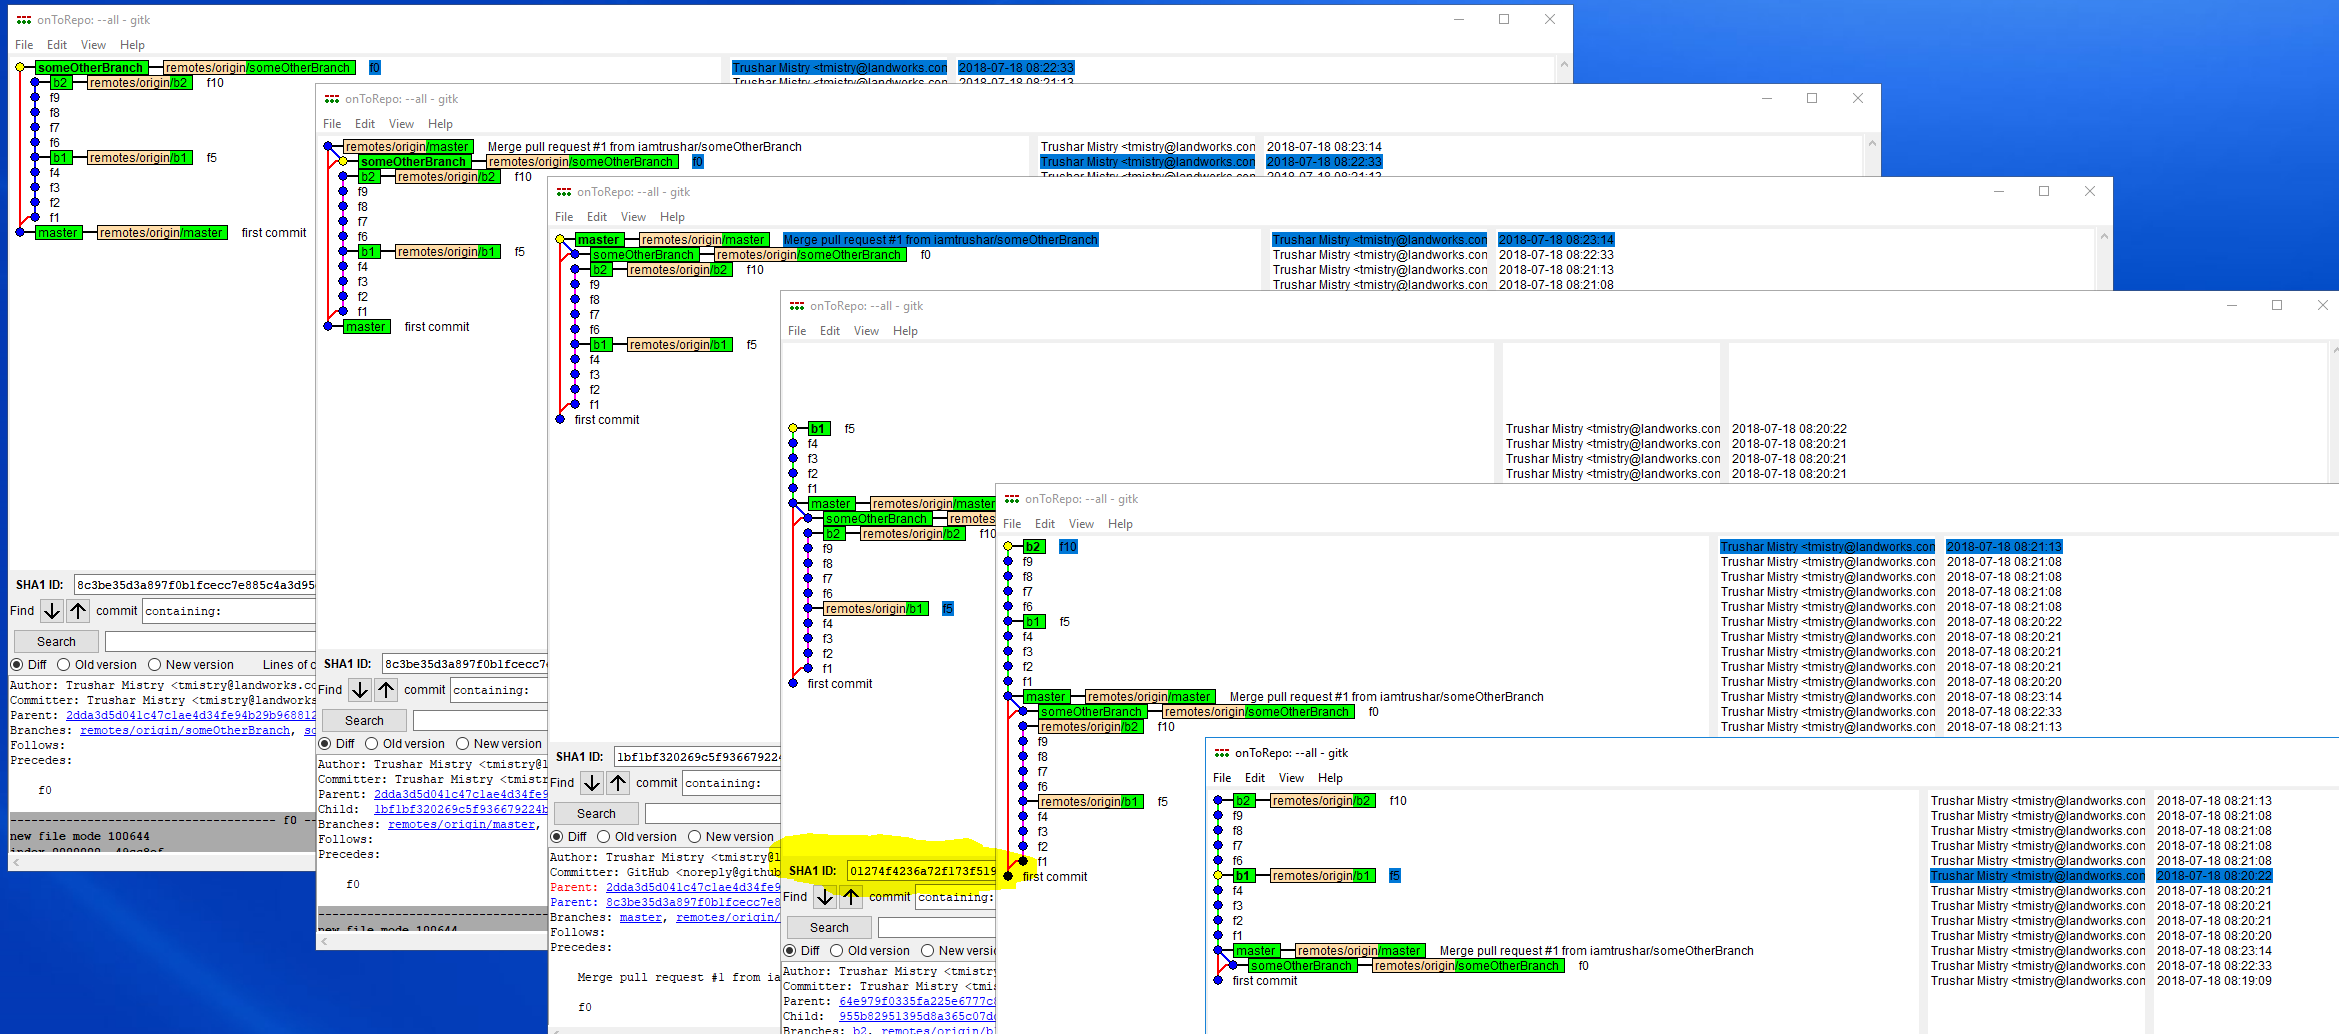 onToRepo: --all - gitk
File Edit View Help
someOtherBranch remotes/origin/someOtherBranch f0 Trushar Mistry <tmistry@landworks.con 2018-07-18 08:22:33
b2 remotes/origin/b2 f10 Trushar Mistry <tmistry@landworks.con 2018-07-18 08:21:13
f9
f8
f7
f6
b1 remotes/origin/b1 f5
f4
f3
f2
f1
master remotes/origin/master first commit
SHA1 ID: 8c3be35d3a897f0b1fcecc7e885c4a3d95
Find commit containing:
Search
Diff Old version New version Lines of c
Author: Trushar Mistry <tmistry@landworks.co
Committer: Trushar Mistry <tmistry@landworks
Parent: 2dda3d5d041c47c1ae4d34fe94b29b968812
Branches: remotes/origin/someOtherBranch, so
Follows:
Precedes:
f0
f0
new file mode 100644
onToRepo: --all - gitk
File Edit View Help
remotes/origin/master Merge pull request #1 from iamtrushar/someOtherBranch Trushar Mistry <tmistry@landworks.con 2018-07-18 08:23:14
someOtherBranch remotes/origin/someOtherBranch f0 Trushar Mistry <tmistry@landworks.con 2018-07-18 08:22:33
b2 remotes/origin/b2 f10 Trushar Mistry <tmistry@landworks.con 2018-07-18 08:21:13
f9
f8
f7
f6
b1 remotes/origin/b1 f5
f4
f3
f2
f1
master first commit
SHA1 ID: 8c3be35d3a897f0b1fcecc7e
Find commit containing:
Search
Diff Old version New version
Author: Trushar Mistry <tmistry@l
Committer: Trushar Mistry <tmistr
Parent: 2dda3d5d041c47c1ae4d34fe9
Child: 1bf1bf320269c5f936679224b
Branches: remotes/origin/master,
Follows:
Precedes:
f0
new file mode 100644
onToRepo: --all - gitk
File Edit View Help
master remotes/origin/master Merge pull request #1 from iamtrushar/someOtherBranch Trushar Mistry <tmistry@landworks.con 2018-07-18 08:23:14
someOtherBranch remotes/origin/someOtherBranch f0 Trushar Mistry <tmistry@landworks.con 2018-07-18 08:22:33
b2 remotes/origin/b2 f10 Trushar Mistry <tmistry@landworks.con 2018-07-18 08:21:13
f9 Trushar Mistry <tmistry@landworks.con 2018-07-18 08:21:08
f8
f7
f6
b1 remotes/origin/b1 f5
f4
f3
f2
f1
first commit
SHA1 ID: 1bf1bf320269c5f936679224
Find commit containing:
Search
Diff Old version New version
Author: Trushar Mistry <tmistry@l
Committer: GitHub <noreply@github
Parent: 2dda3d5d041c47c1ae4d34fe9
Parent: 8c3be35d3a897f0b1fcecc7e8
Branches: master, remotes/origin/
Follows:
Precedes:
Merge pull request #1 from ia
f0
onToRepo: --all - gitk
File Edit View Help
b1 f5 Trushar Mistry <tmistry@landworks.con 2018-07-18 08:20:22
f4 Trushar Mistry <tmistry@landworks.con 2018-07-18 08:20:21
f3 Trushar Mistry <tmistry@landworks.con 2018-07-18 08:20:21
f2 Trushar Mistry <tmistry@landworks.con 2018-07-18 08:20:21
f1
master remotes/origin/master
someOtherBranch remotes
b2 remotes/origin/b2 f10
f9
f8
f7
f6
remotes/origin/b1 f5
f4
f3
f2
f1
first commit
SHA1 ID: 01274f4236a72f173f519
Find commit containing:
Search
Diff Old version New versio
Author: Trushar Mistry <tmistry
Committer: Trushar Mistry <tmis
Parent: 64e979f0335fa225e6777c8
Child: 955b82951395d8a365c07dc
Branches: b2, remotes/origin/b
onToRepo: --all - gitk
File Edit View Help
b2 f10 Trushar Mistry <tmistry@landworks.con 2018-07-18 08:21:13
f9 Trushar Mistry <tmistry@landworks.con 2018-07-18 08:21:08
f8 Trushar Mistry <tmistry@landworks.con 2018-07-18 08:21:08
f7 Trushar Mistry <tmistry@landworks.con 2018-07-18 08:21:08
f6 Trushar Mistry <tmistry@landworks.con 2018-07-18 08:21:08
b1 f5 Trushar Mistry <tmistry@landworks.con 2018-07-18 08:20:22
f4 Trushar Mistry <tmistry@landworks.con 2018-07-18 08:20:21
f3 Trushar Mistry <tmistry@landworks.con 2018-07-18 08:20:21
f2 Trushar Mistry <tmistry@landworks.con 2018-07-18 08:20:21
f1 Trushar Mistry <tmistry@landworks.con 2018-07-18 08:20:20
master remotes/origin/master Merge pull request #1 from iamtrushar/someOtherBranch Trushar Mistry <tmistry@landworks.con 2018-07-18 08:23:14
someOtherBranch remotes/origin/someOtherBranch f0 Trushar Mistry <tmistry@landworks.con 2018-07-18 08:22:33
remotes/origin/b2 f10 Trushar Mistry <tmistry@landworks.con 2018-07-18 08:21:13
f9
f8
f7
f6
remotes/origin/b1 f5
f4
f3
f2
f1
first commit
onToRepo: --all - gitk
File Edit View Help
b2 remotes/origin/b2 f10 Trushar Mistry <tmistry@landworks.con 2018-07-18 08:21:13
f9 Trushar Mistry <tmistry@landworks.con 2018-07-18 08:21:08
f8 Trushar Mistry <tmistry@landworks.con 2018-07-18 08:21:08
f7 Trushar Mistry <tmistry@landworks.con 2018-07-18 08:21:08
f6 Trushar Mistry <tmistry@landworks.con 2018-07-18 08:21:08
b1 remotes/origin/b1 f5 Trushar Mistry <tmistry@landworks.con 2018-07-18 08:20:22
f4 Trushar Mistry <tmistry@landworks.con 2018-07-18 08:20:21
f3 Trushar Mistry <tmistry@landworks.con 2018-07-18 08:20:21
f2 Trushar Mistry <tmistry@landworks.con 2018-07-18 08:20:21
f1 Trushar Mistry <tmistry@landworks.con 2018-07-18 08:20:20
master remotes/origin/master Merge pull request #1 from iamtrushar/someOtherBranch Trushar Mistry <tmistry@landworks.con 2018-07-18 08:23:14
someOtherBranch remotes/origin/someOtherBranch f0 Trushar Mistry <tmistry@landworks.con 2018-07-18 08:22:33
first commit Trushar Mistry <tmistry@landworks.con 2018-07-18 08:19:09